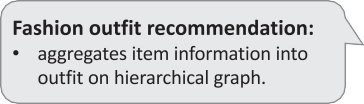 Fashion outfit recommendation:
• aggregates item information into
outfit on hierarchical graph.